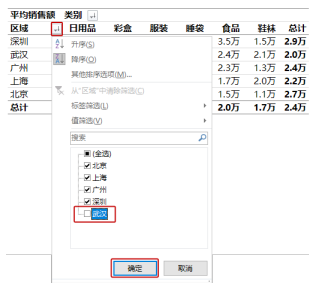 平均销售额 类别
区域 日用品 彩盒 服装 睡袋 食品 鞋袜 总计
深圳 3.5万 1.5万 2.9万
武汉 2.4万 2.1万 2.0万
广州 2.3万 1.3万 2.4万
上海 1.7万 2.0万 2.2万
北京 1.5万 1.1万 2.7万
总计 2.0万 1.7万 2.4万
升序(S)
降序(O)
其他排序选项(M)...
从"区域"中清除筛选(C)
标签筛选(L)
值筛选(V)
搜索
(全选)
北京
上海
广州
深圳
武汉
确定 取消